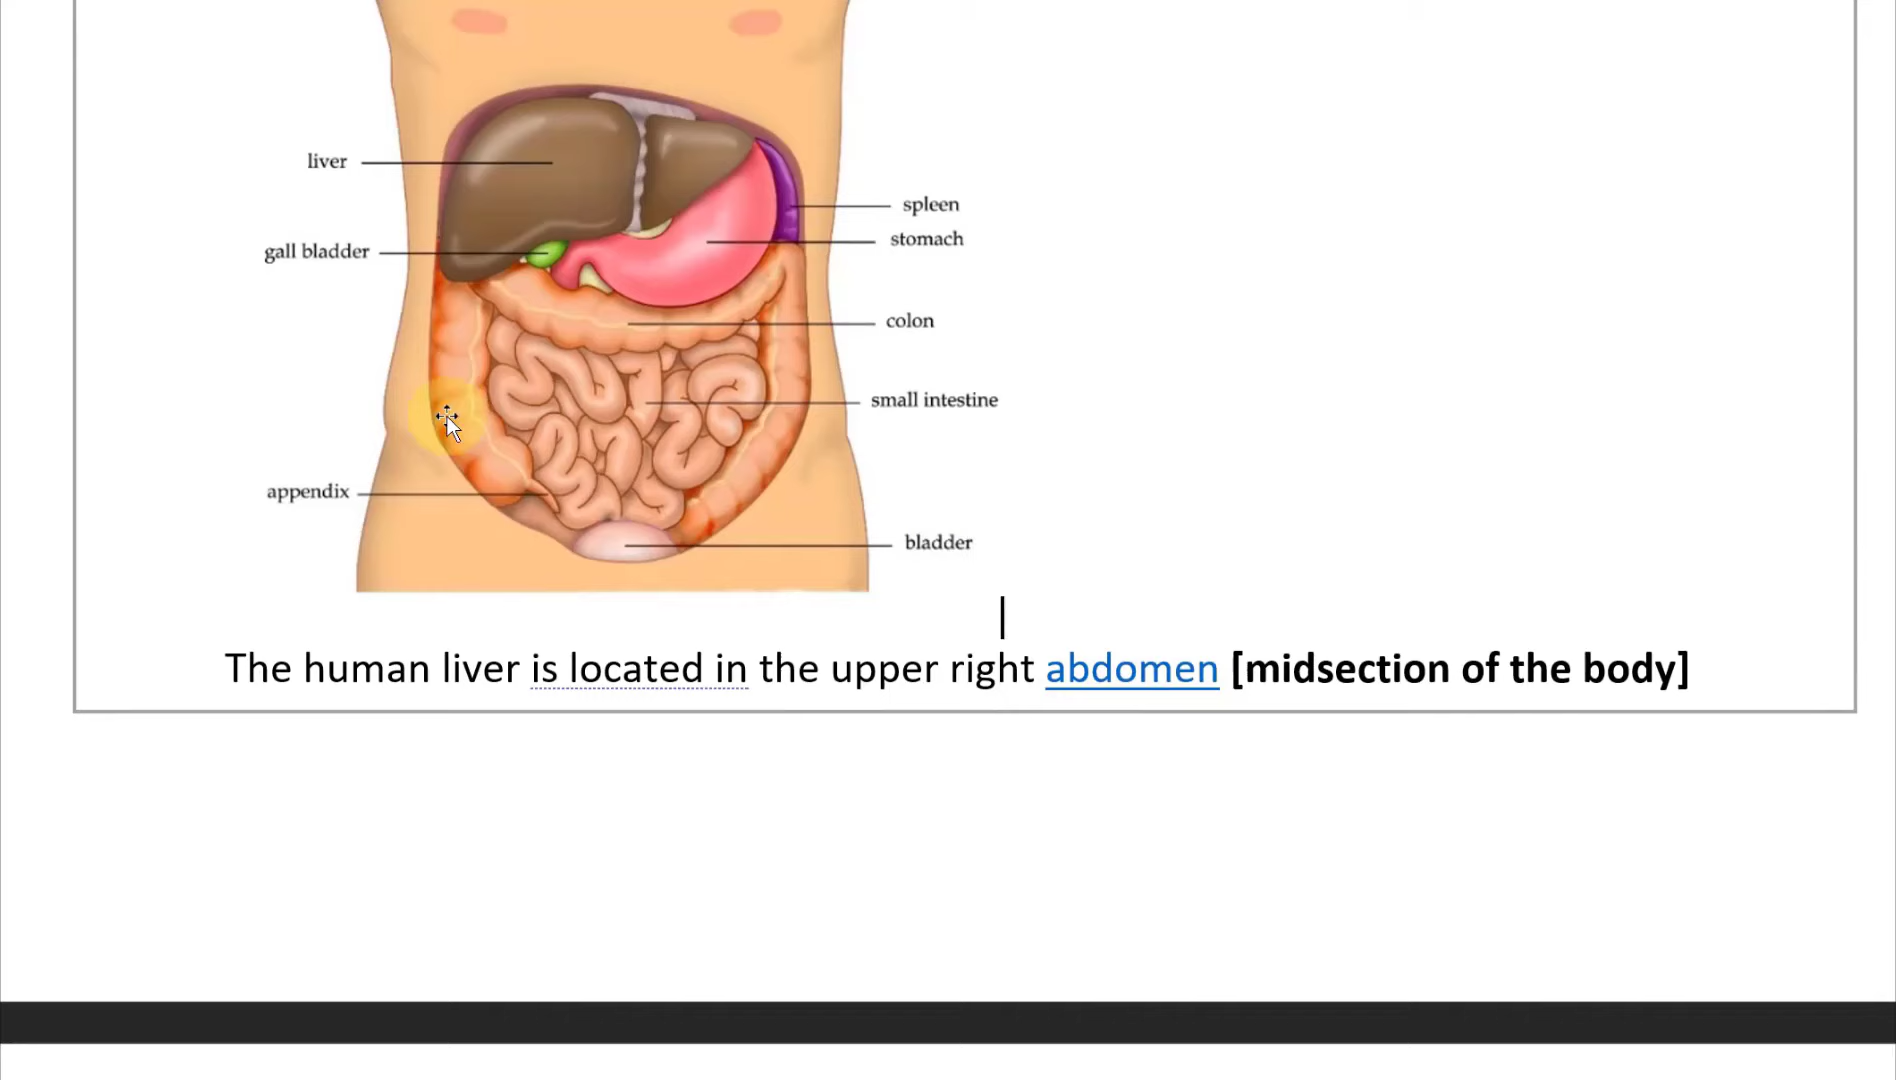 liver
spleen
stomach
gall bladder
colon
small intestine
appendix
bladder
The human liver is located in the upper right abdomen [midsection of the body]